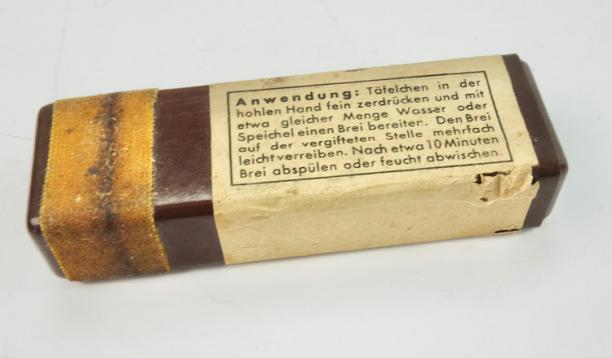 Anwendung: Täfelchen in der
hohlen Hand fein zerdrücken und mit
etwa gleicher Menge Wasser oder
Speichel einen Brei bereiten. Den Brei
auf der vergifteten Stelle mehrfach
leicht verreiben. Nach etwa 10 Minuten
Brei abspülen oder feucht abwischen.